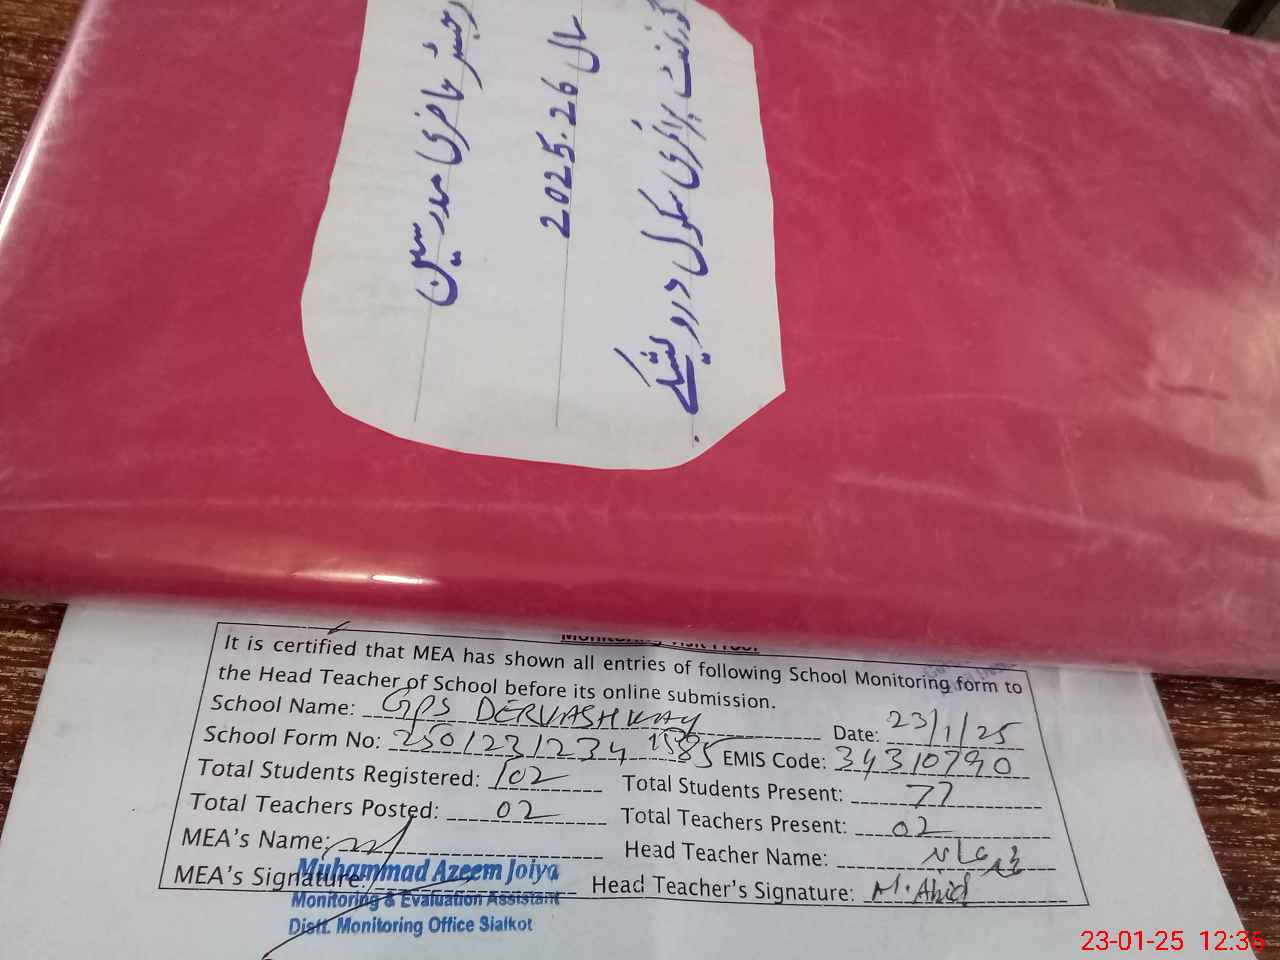 گورنمنٹ پرائمری سکول درویشکے
سال 2025-26
رجسٹر حاضری مدرسین
Monitoring Visit Proof
It is certified that MEA has shown all entries of following School Monitoring form to
the Head Teacher of School before its online submission.
School Name: GPS DERVASHKAY Date: 23/1/25
School Form No: 25012312341585 EMIS Code: 34310790
Total Students Registered: 102 Total Students Present: 77
Total Teachers Posted: 02 Total Teachers Present: 02
MEA's Name: Head Teacher Name:
MEA's Signature: Head Teacher's Signature: M. Abid
Muhammad Azeem Joiya
Monitoring & Evaluation Assistant
Distt. Monitoring Office Sialkot
23-01-25 12:36